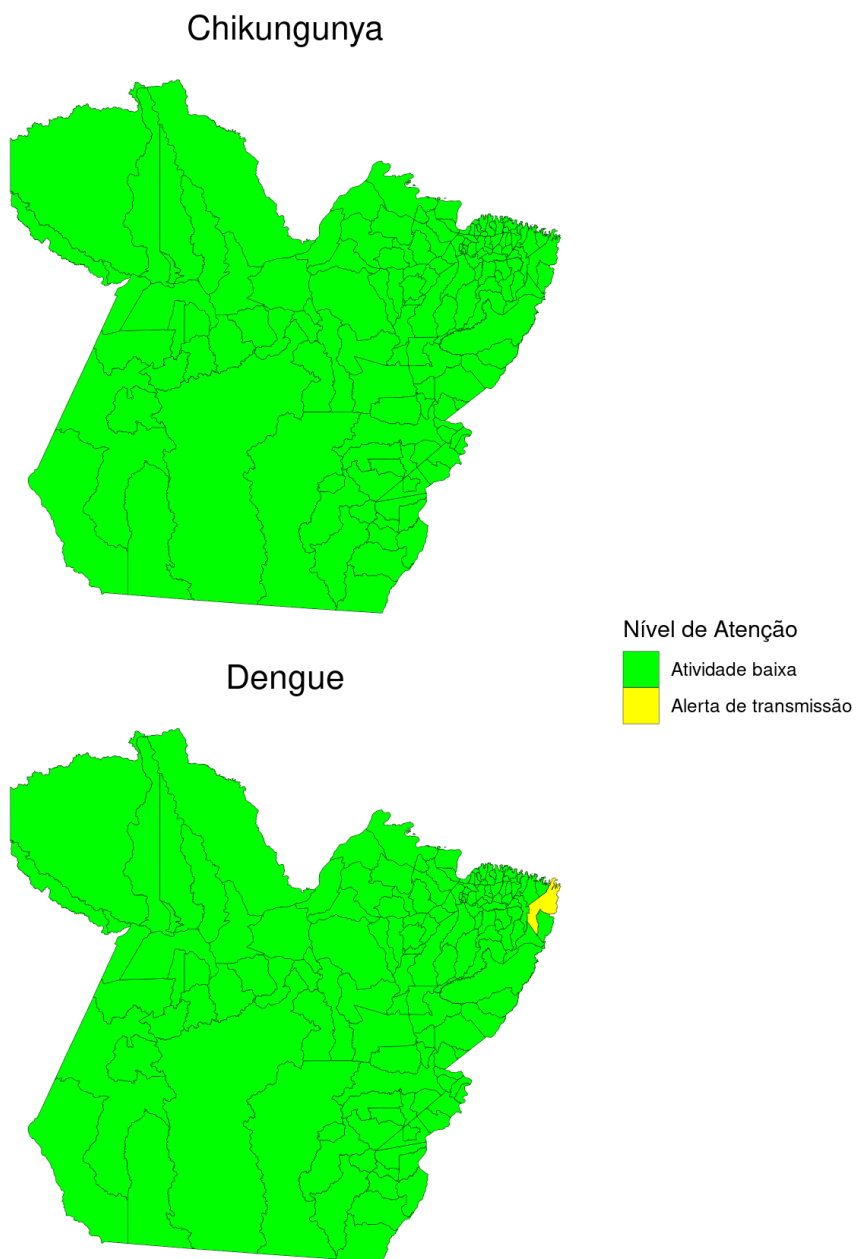 Chikungunya
Nível de Atenção
Atividade baixa
Alerta de transmissão
Dengue